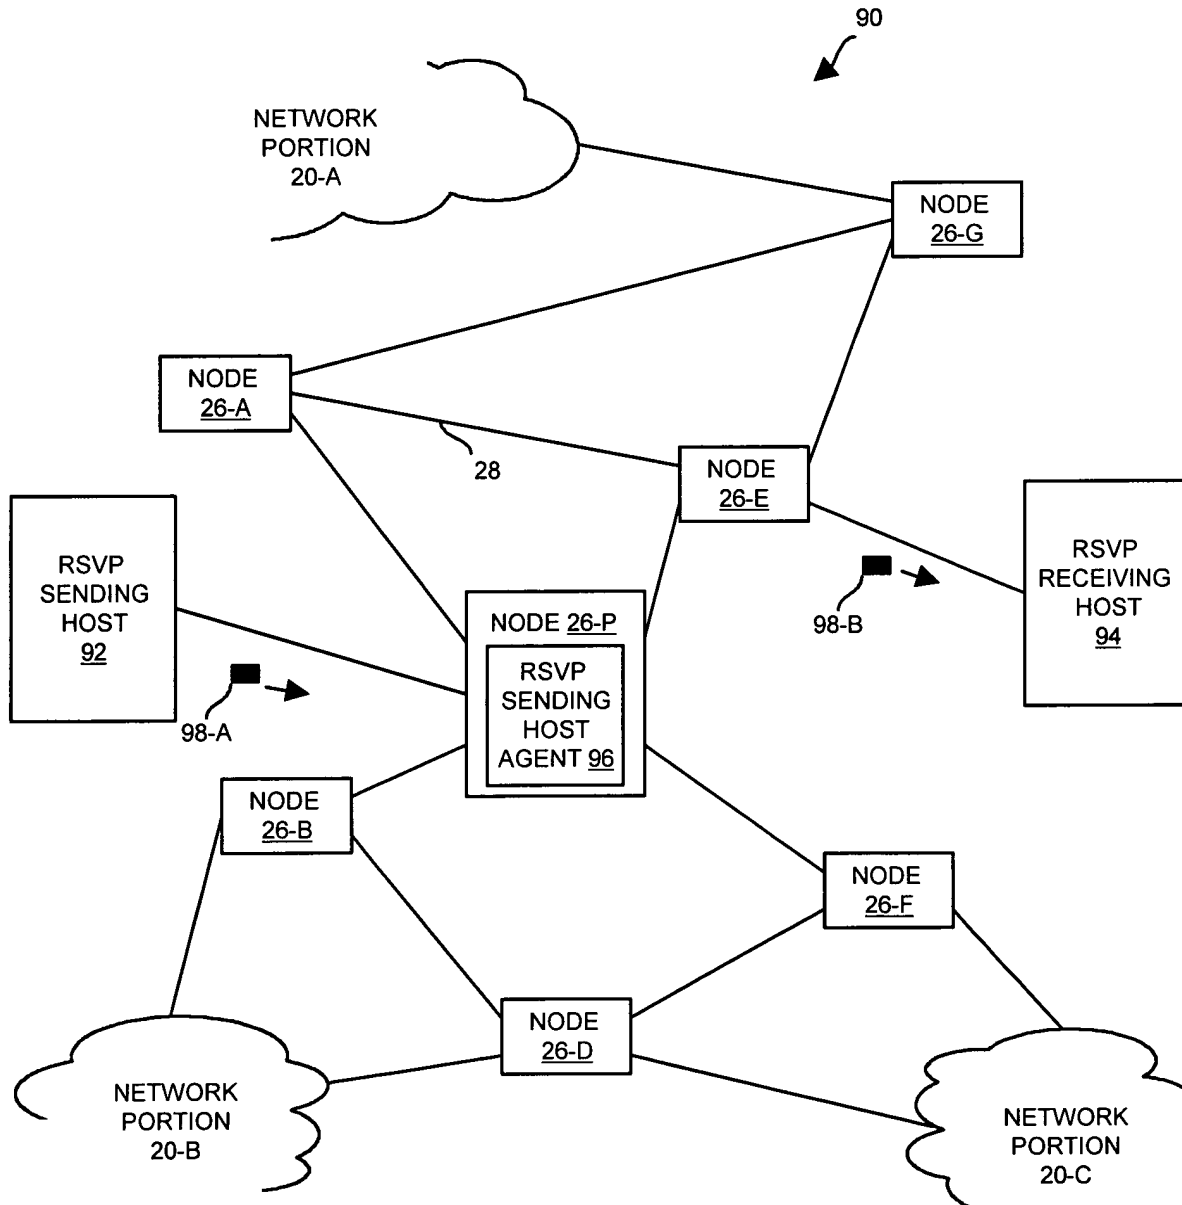 90
NETWORK
PORTION
20-A
NODE
26-G
NODE
26-A
28
NODE
26-E
RSVP
SENDING
HOST
92
RSVP
RECEIVING
HOST
94
98-B
NODE 26-P
RSVP
SENDING
HOST
AGENT 96
98-A
NODE
26-B
NODE
26-F
NODE
26-D
NETWORK
PORTION
20-B
NETWORK
PORTION
20-C